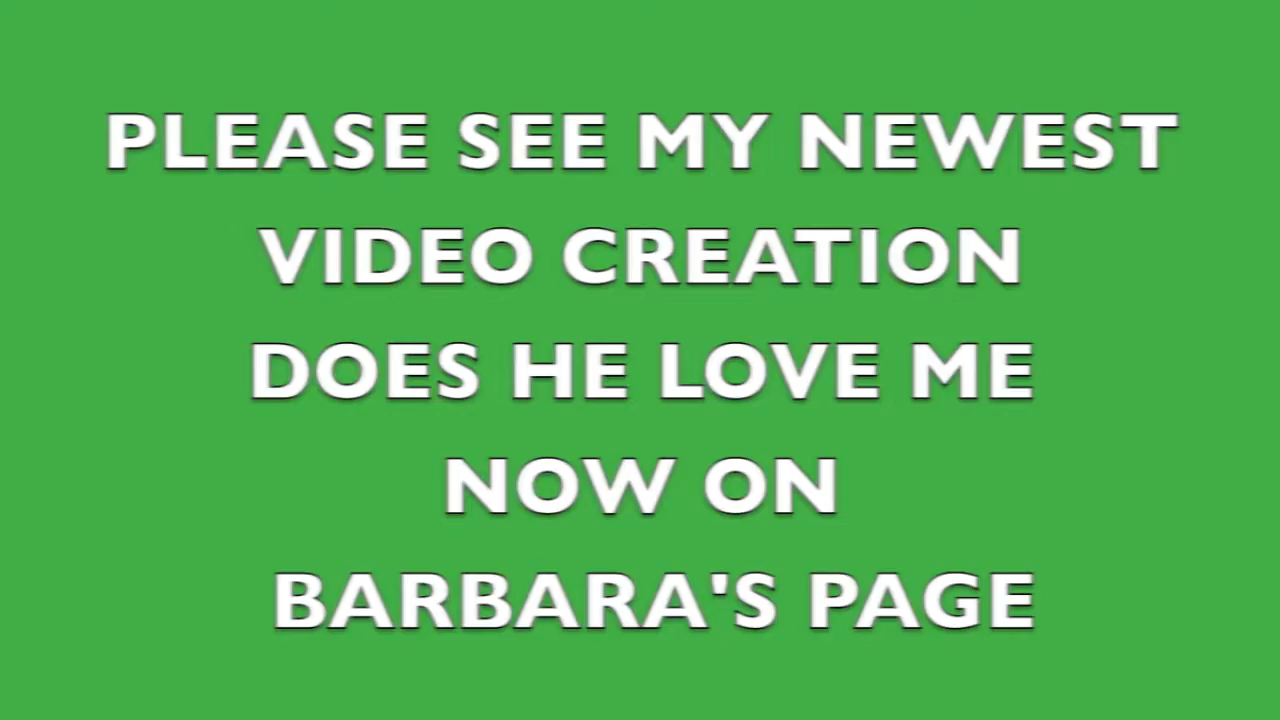 PLEASE SEE MY NEWEST
VIDEO CREATION
DOES HE LOVE ME
NOW ON
BARBARA'S PAGE